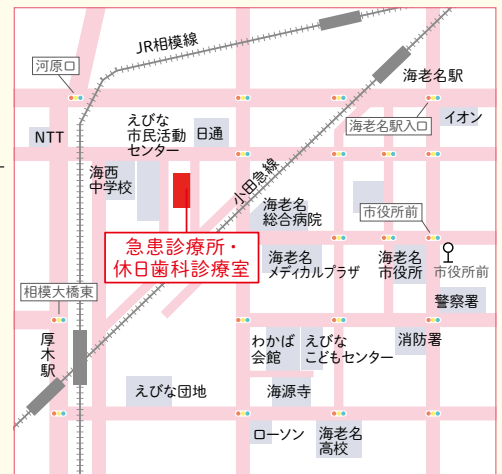 JR相模線
河原口
海老名駅
えびな
市民活動
センター
日通
海老名駅入口
イオン
NTT
海西
中学校
小田急線
海老名
総合病院
市役所前
急患診療所・
休日歯科診療室
海老名
メディカルプラザ
海老名
市役所
市役所前
相模大橋東
警察署
厚木駅
わかば
会館
えびな
こどもセンター
消防署
えびな団地
海源寺
ローソン
海老名
高校